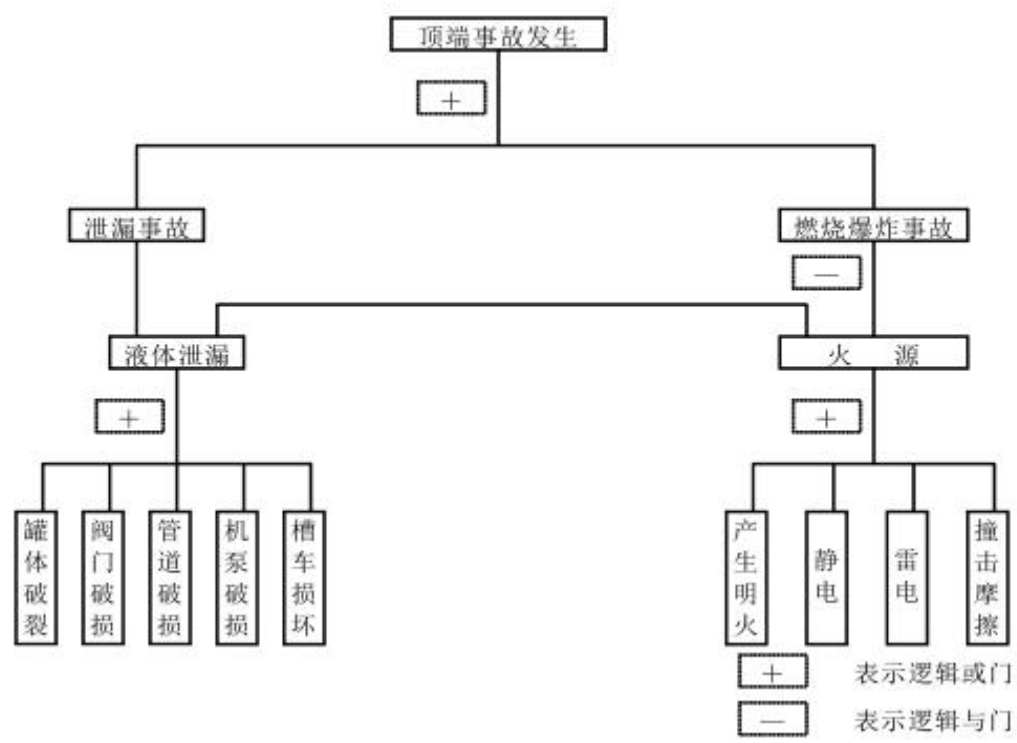 顶端事故发生
+
泄漏事故
燃烧爆炸事故
—
液体泄漏
火 源
+
+
罐体破裂
阀门破损
管道破损
机泵破损
槽车损坏
产生明火
静电
雷电
撞击摩擦
+ 表示逻辑或门
— 表示逻辑与门